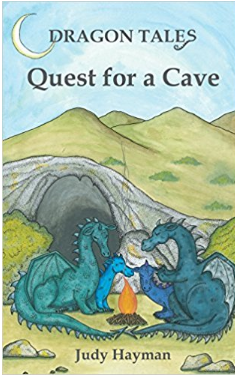 DRAGON TALES
Quest for a Cave
Judy Hayman